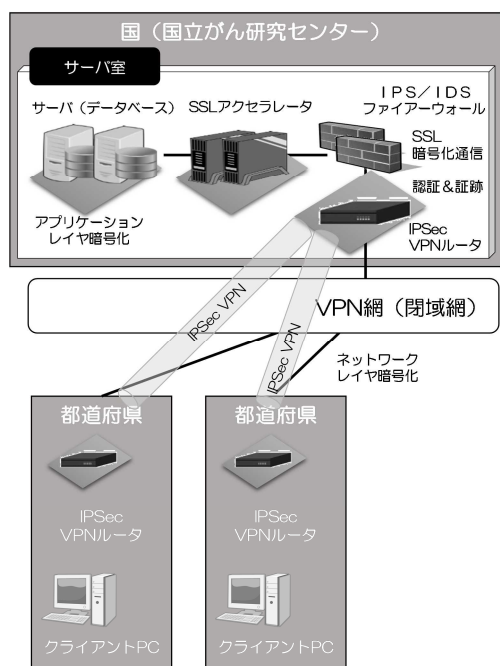 国（国立がん研究センター）
サーバ室
サーバ（データベース）
SSLアクセラレータ
ＩＰＳ／ＩＤＳ
ファイアーウォール
SSL
暗号化通信
認証＆証跡
アプリケーション
レイヤ暗号化
IPSec
VPNルータ
IPSec VPN
IPSec VPN
VPN網（閉域網）
ネットワーク
レイヤ暗号化
都道府県
IPSec
VPNルータ
クライアントPC
都道府県
IPSec
VPNルータ
クライアントPC